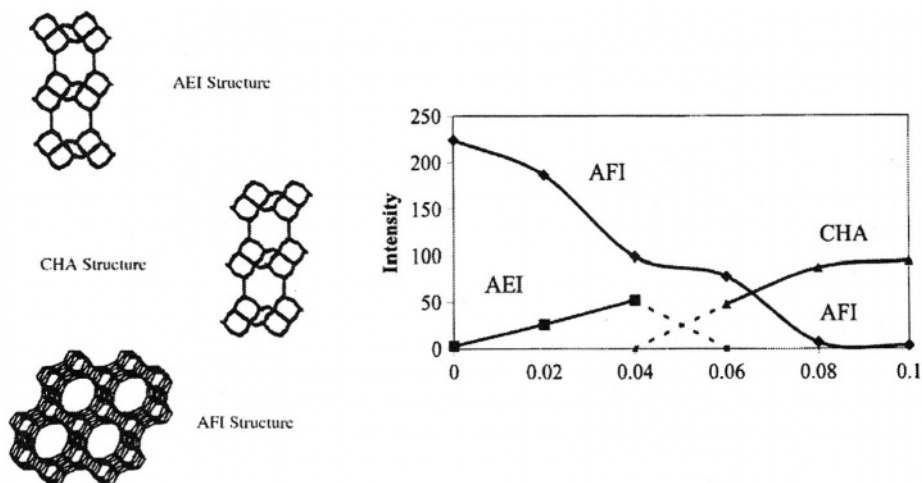 AEI Structure
CHA Structure
AFI Structure
250
200
150
100
50
0
Intensity
AFI
AEI
CHA
AFI
0 0.02 0.04 0.06 0.08 0.1